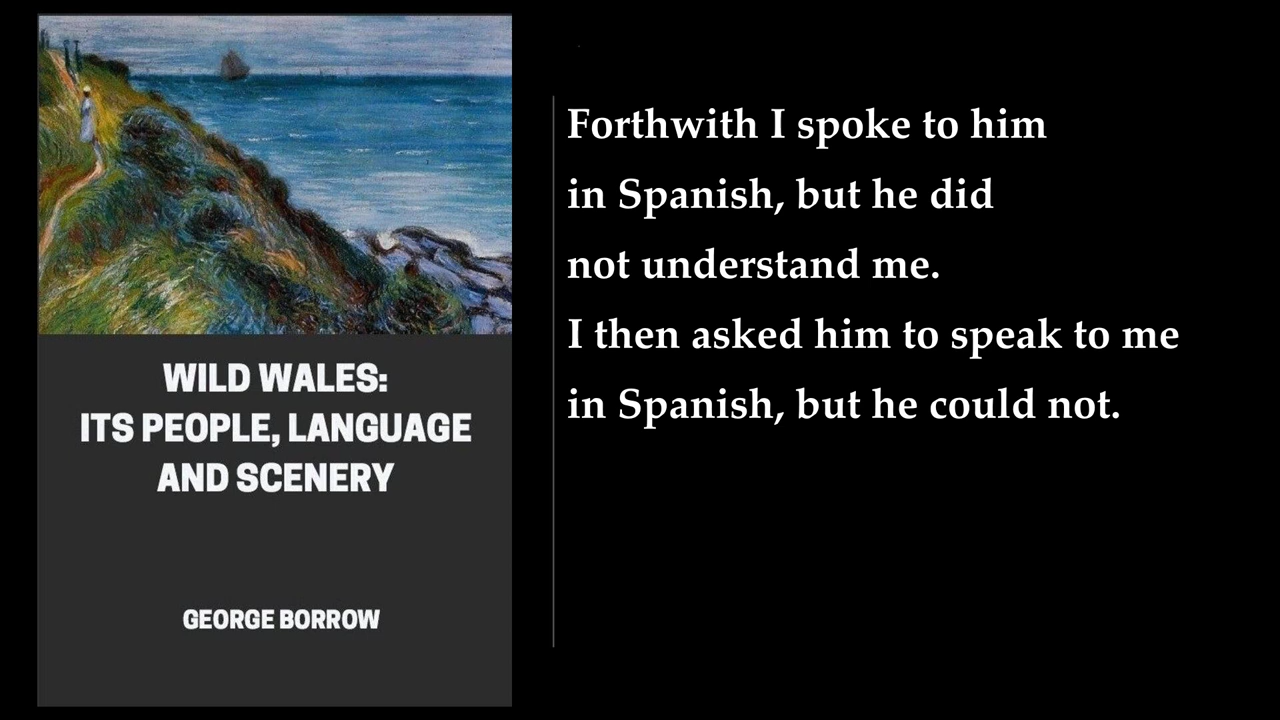 WILD WALES:
ITS PEOPLE, LANGUAGE
AND SCENERY
GEORGE BORROW
Forthwith I spoke to him
in Spanish, but he did
not understand me.
I then asked him to speak to me
in Spanish, but he could not.